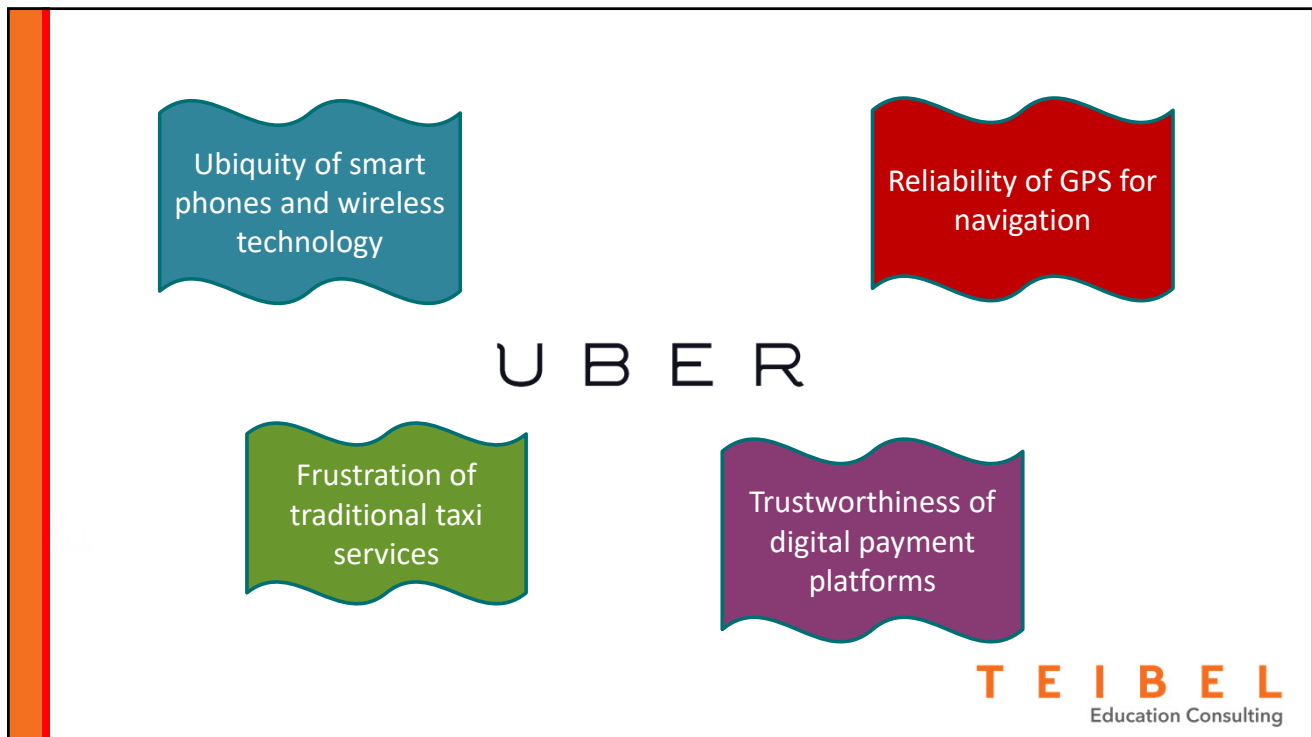 Ubiquity of smart
phones and wireless
technology
Reliability of GPS for
navigation
UBER
Frustration of
traditional taxi
services
Trustworthiness of
digital payment
platforms
TEIBEL
Education Consulting